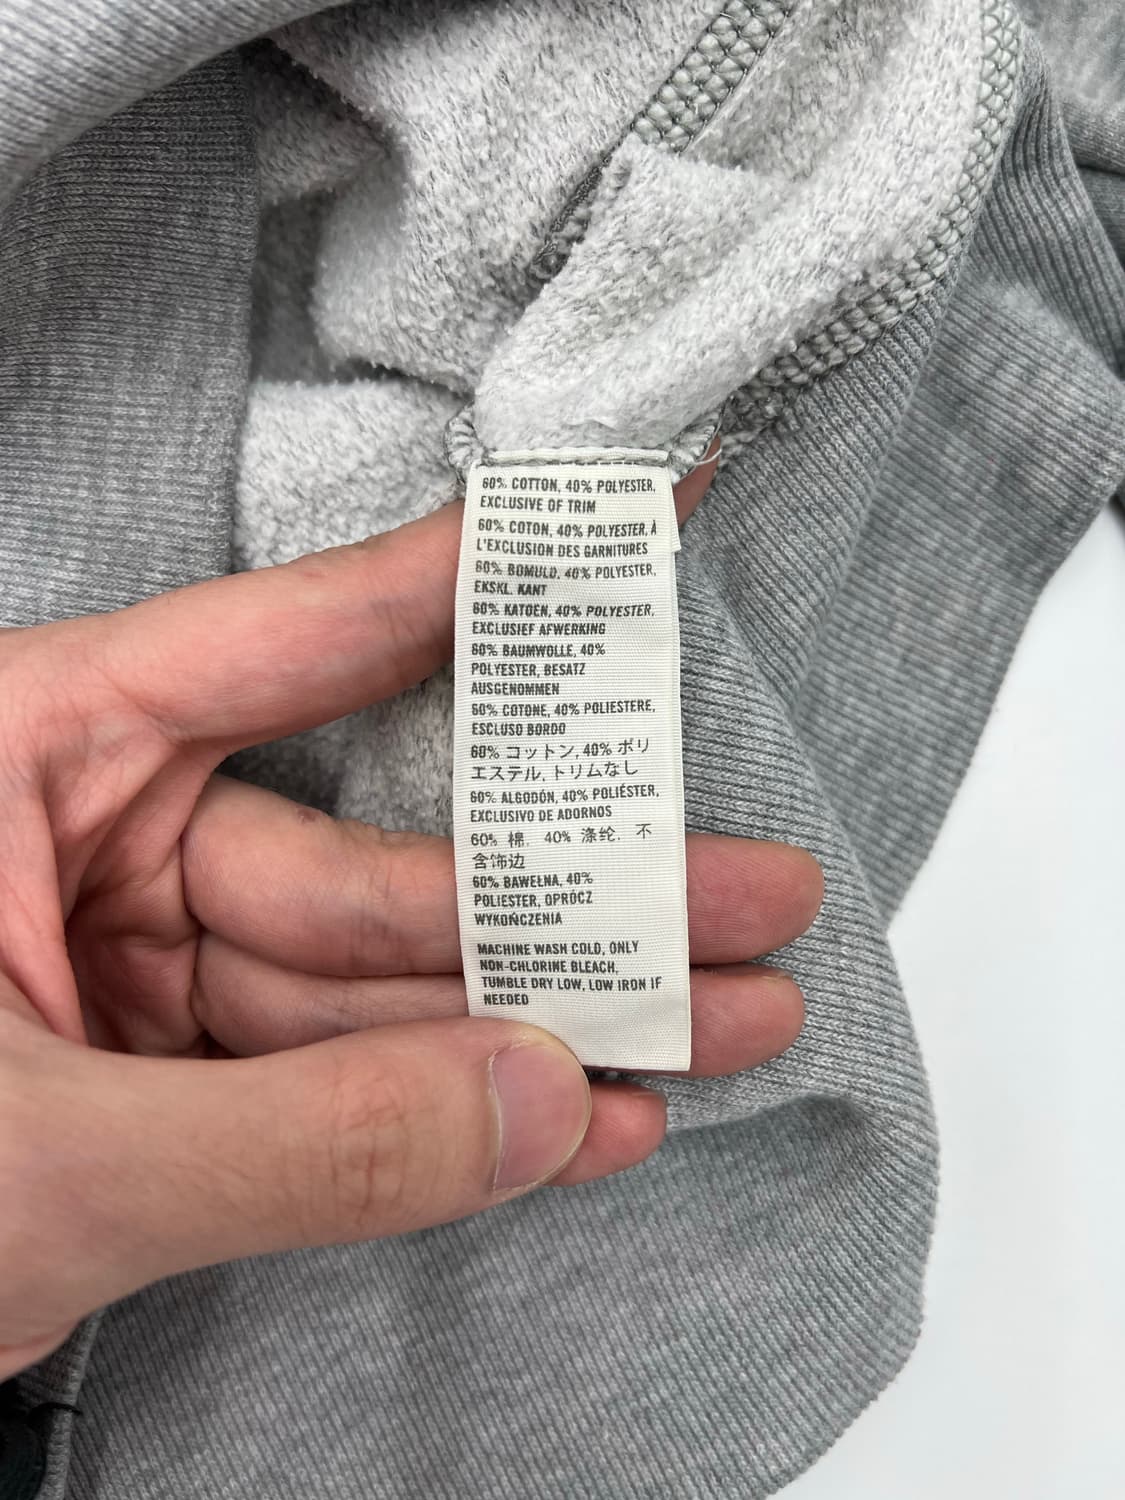 60% COTTON, 40% POLYESTER,
EXCLUSIVE OF TRIM
60% COTON, 40% POLYESTER, À
L'EXCLUSION DES GARNITURES
60% BOMULD, 40% POLYESTER,
EKSKL. KANT
60% KATOEN, 40% POLYESTER,
EXCLUSIEF AFWERKING
60% BAUMWOLLE, 40%
POLYESTER, BESATZ
AUSGENOMMEN
60% COTONE, 40% POLIESTERE,
ESCLUSO BORDO
60% コットン, 40% ポリ
エステル, トリムなし
60% ALGODÓN, 40% POLIÉSTER,
EXCLUSIVO DE ADORNOS
60% 棉, 40% 涤纶, 不
含饰边
60% BAWEŁNA, 40%
POLIESTER, OPRÓCZ
WYKOŃCZENIA
MACHINE WASH COLD, ONLY
NON-CHLORINE BLEACH,
TUMBLE DRY LOW, LOW IRON IF
NEEDED